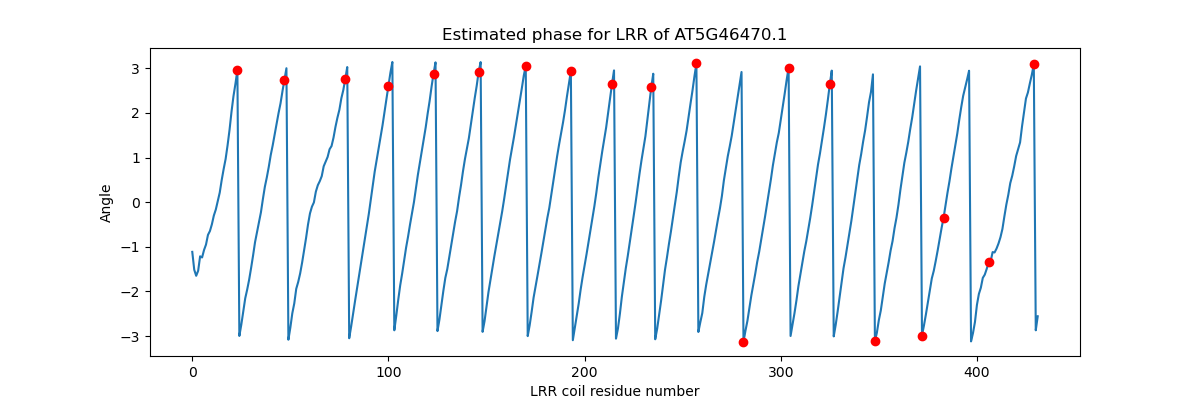 Estimated phase for LRR of AT5G46470.1
3
2
1
0
−1
−2
−3
Angle
0 100 200 300 400
LRR coil residue number